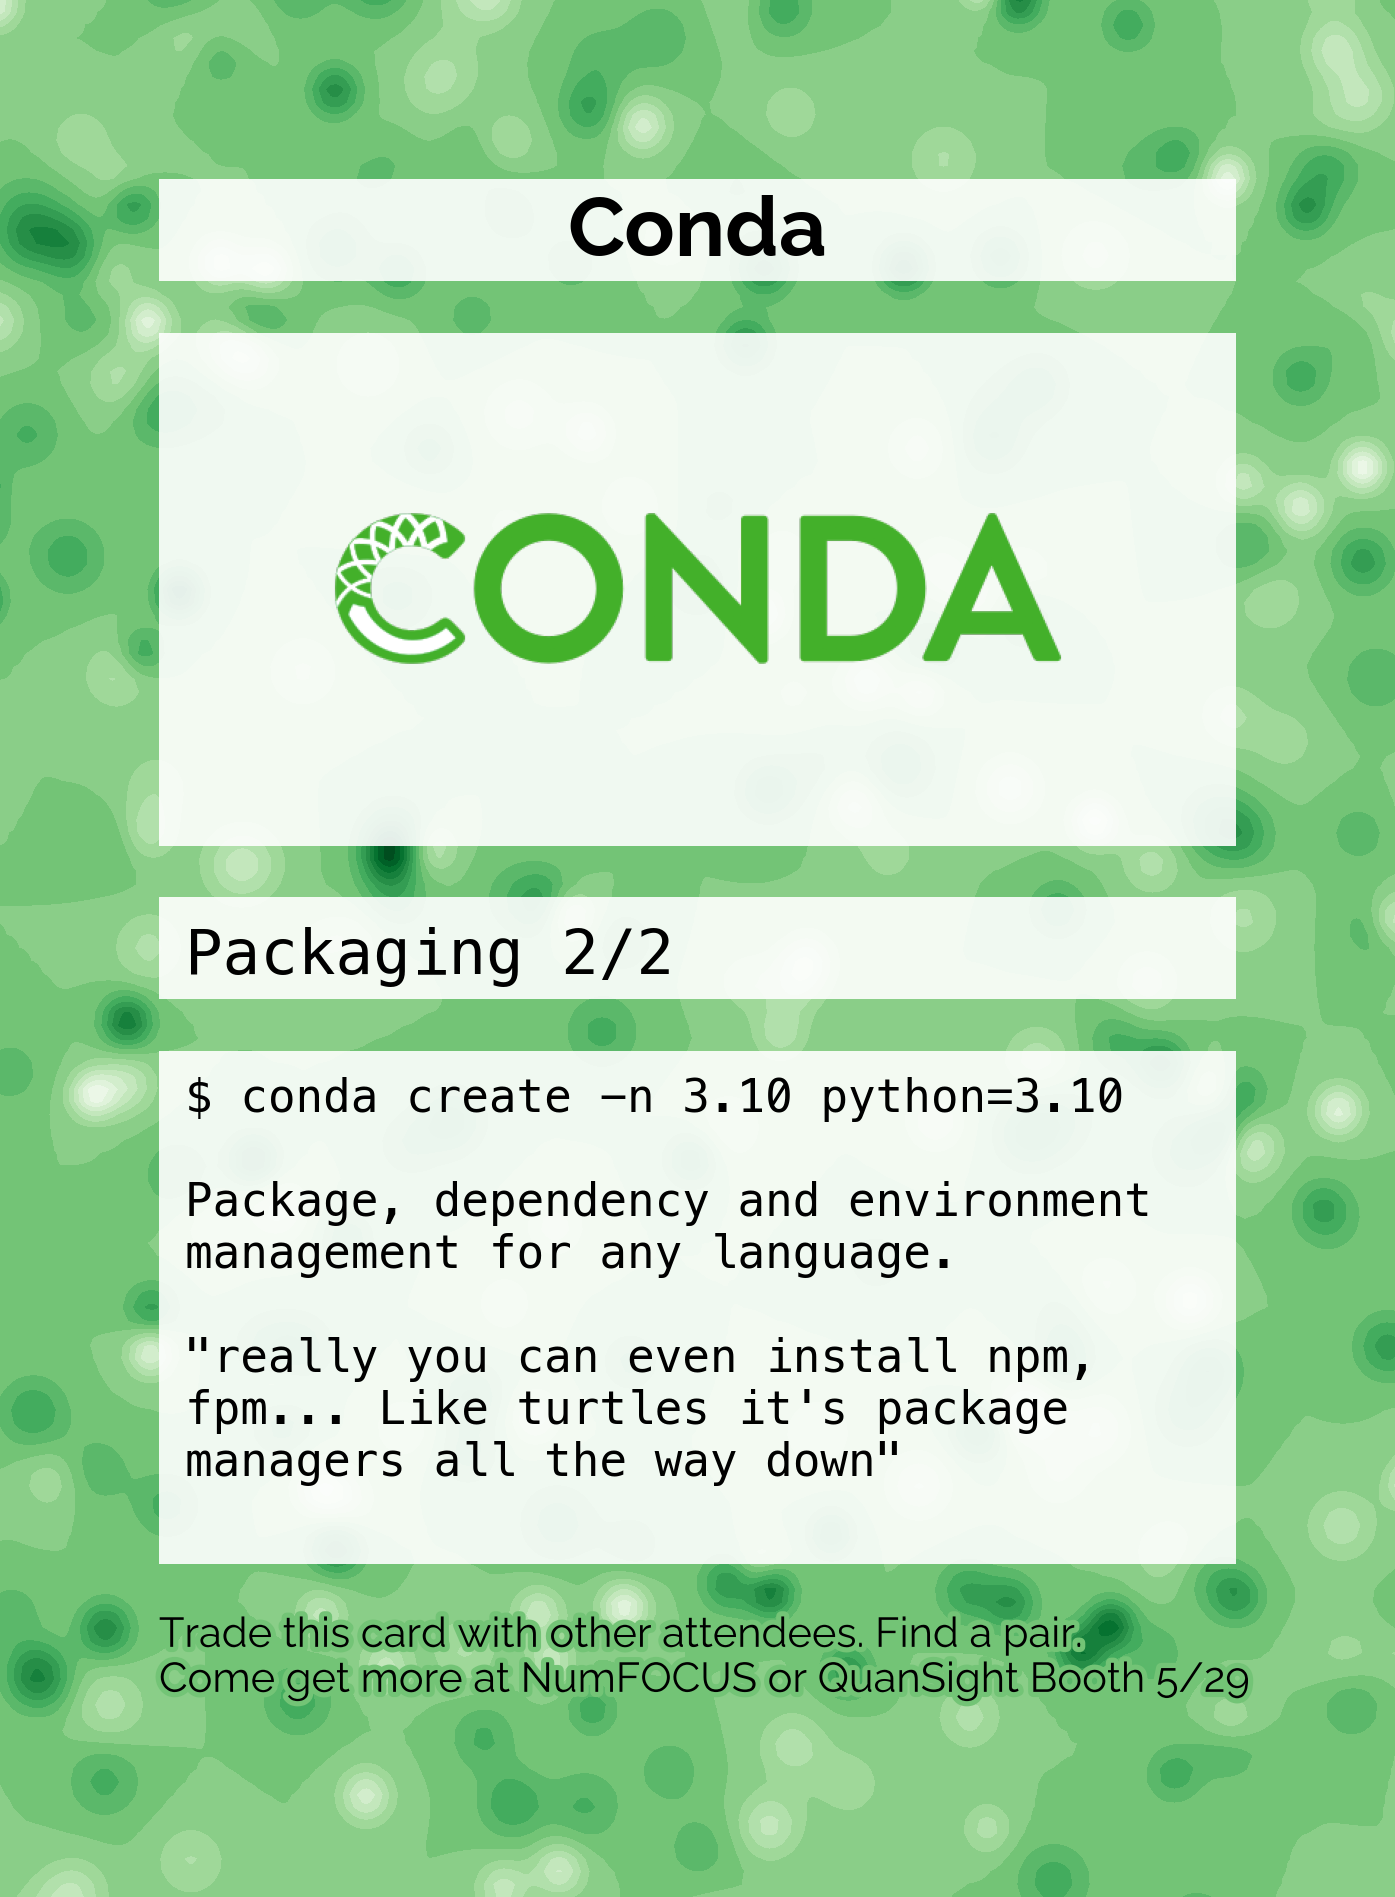 Conda
CONDA
Packaging 2/2
$ conda create −n 3.10 python=3.10
Package, dependency and environment
management for any language.
"really you can even install npm,
fpm... Like turtles it's package
managers all the way down"
Trade this card with other attendees. Find a pair.
Come get more at NumFOCUS or QuanSight Booth 5/29